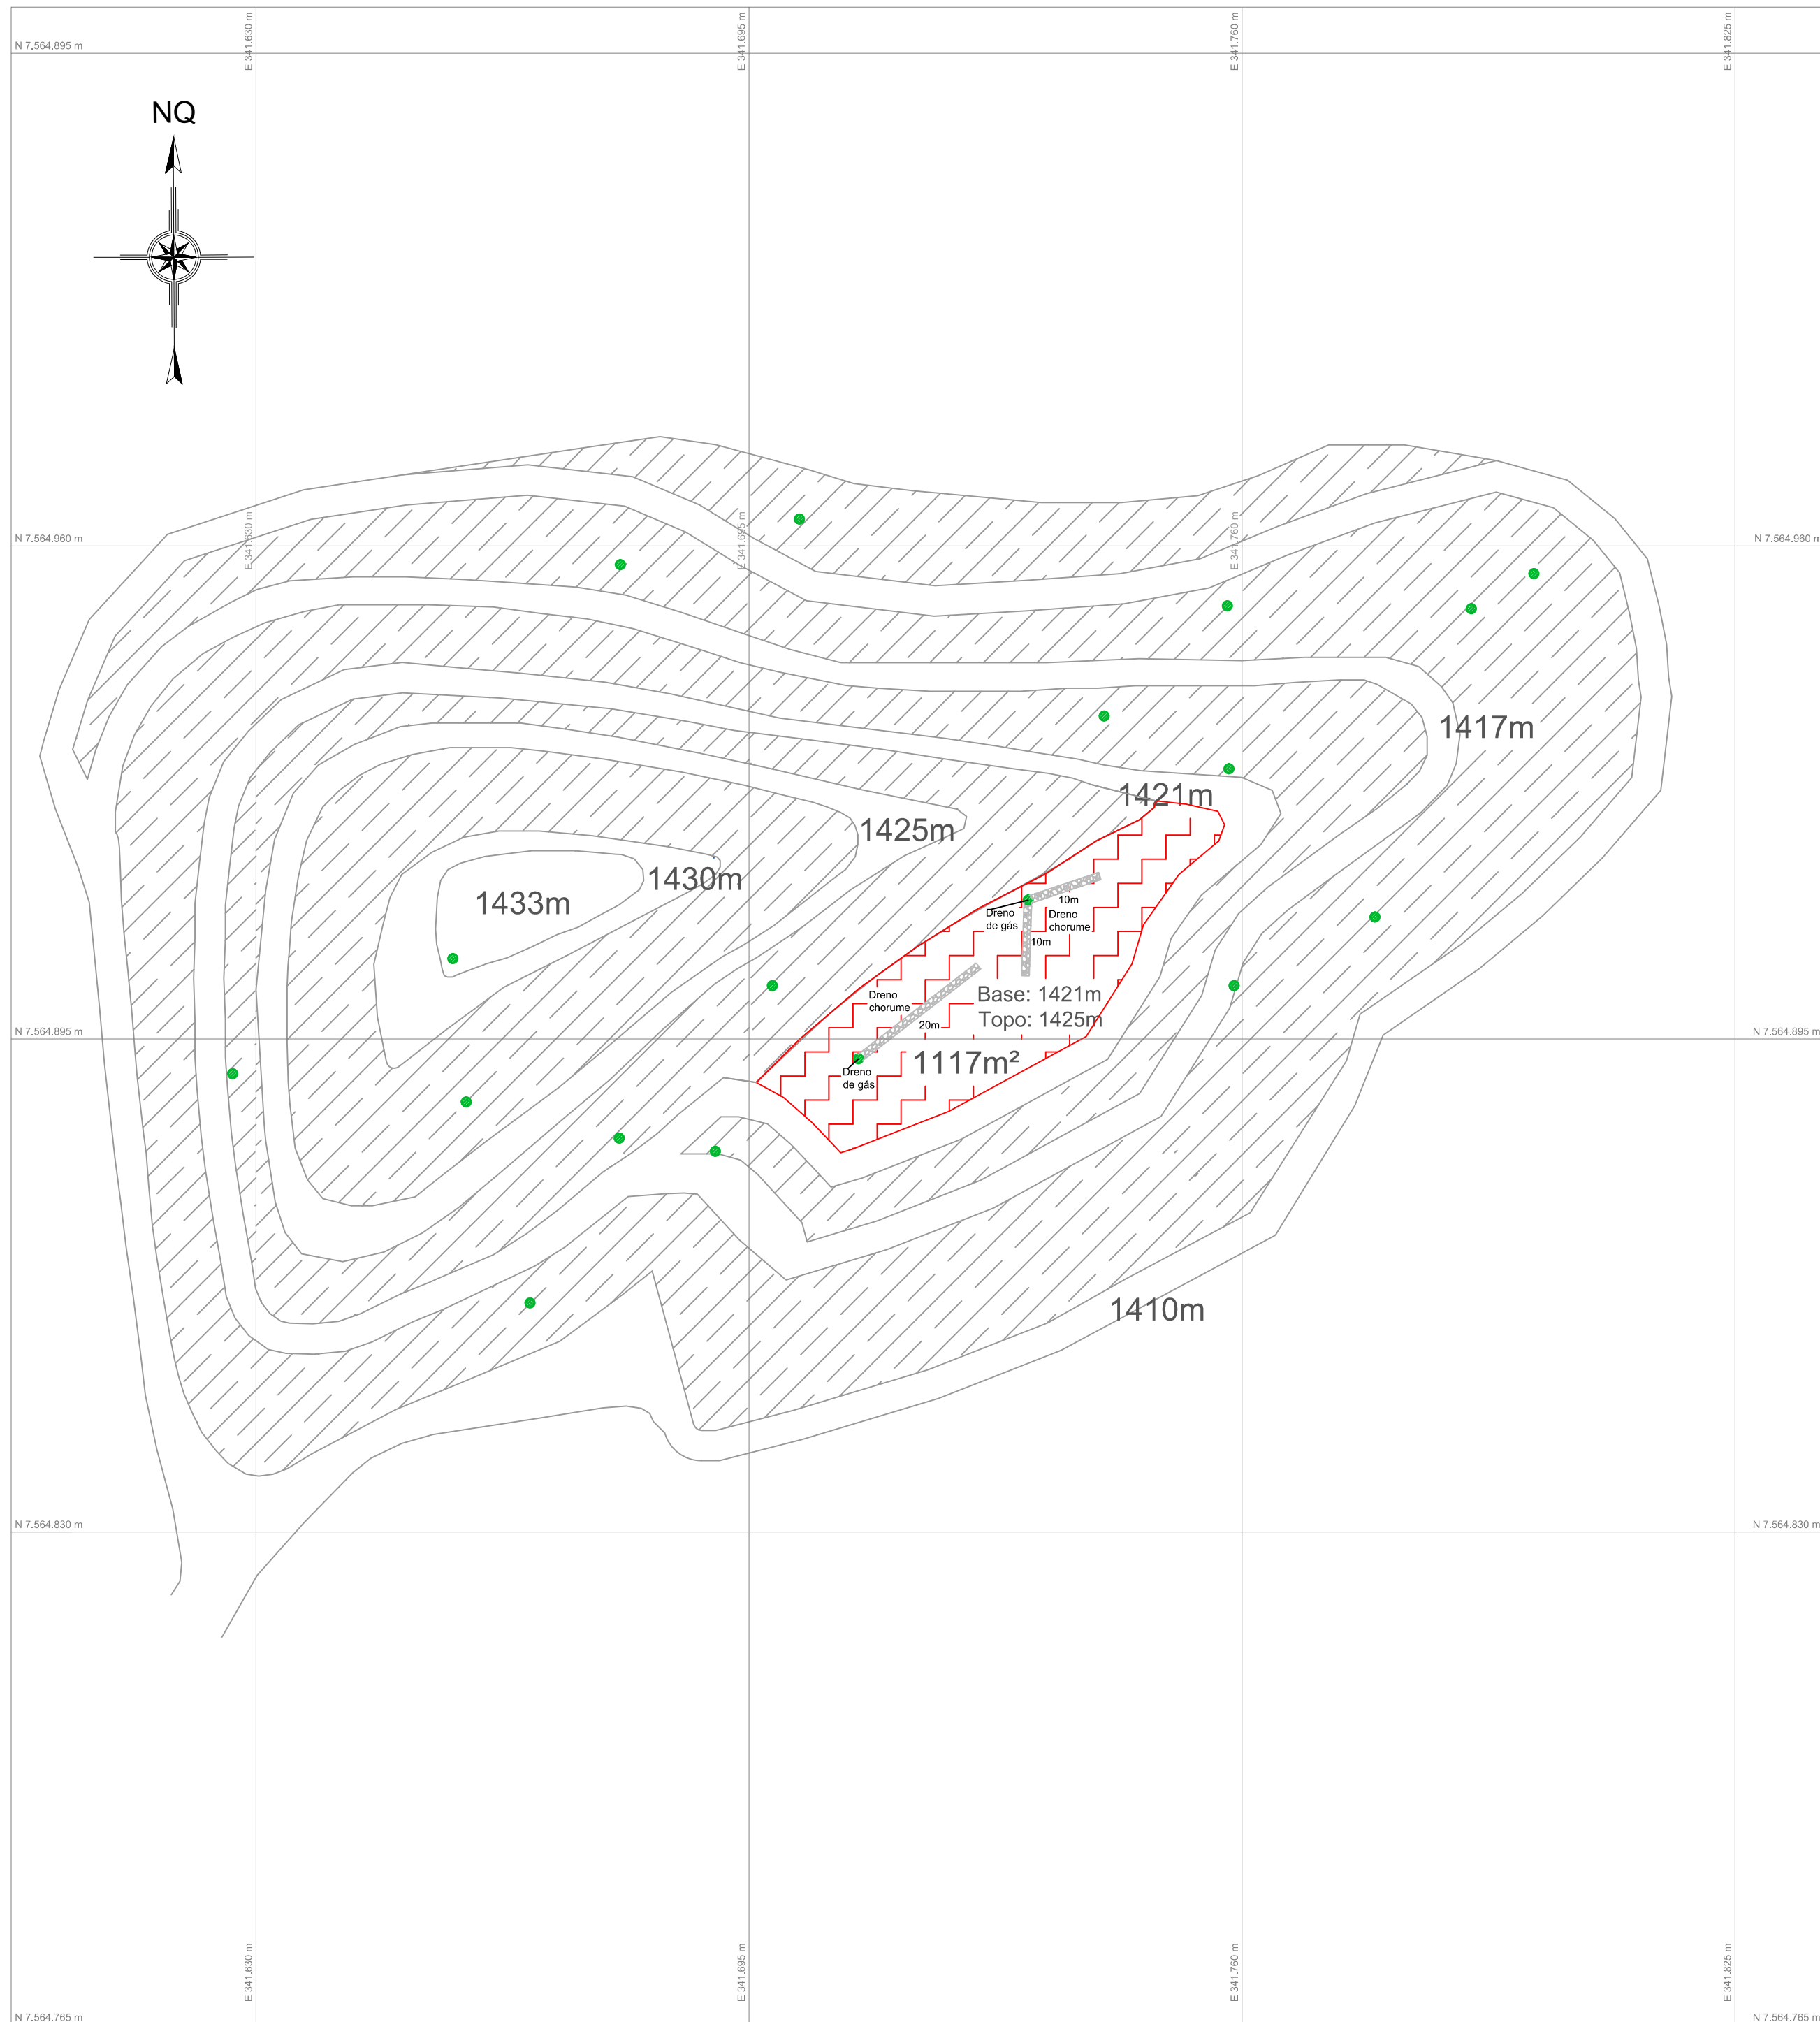 E 341.630 m
E 341.695 m
E 341.760 m
E 341.825 m
N 7.564.895 m
NQ
N 7.564.960 m
E 341.630 m
E 341.695 m
E 341.760 m
N 7.564.960 m
1417m
1421m
1425m
1430m
1433m
10m
Dreno
de gás
Dreno
chorume
10m
Dreno
chorume
Base: 1421m
Topo: 1425m
20m
N 7.564.895 m
N 7.564.895 m
1117m²
Dreno
de gás
1410m
N 7.564.830 m
N 7.564.830 m
E 341.630 m
E 341.695 m
E 341.760 m
E 341.825 m
N 7.564.765 m
N 7.564.765 m